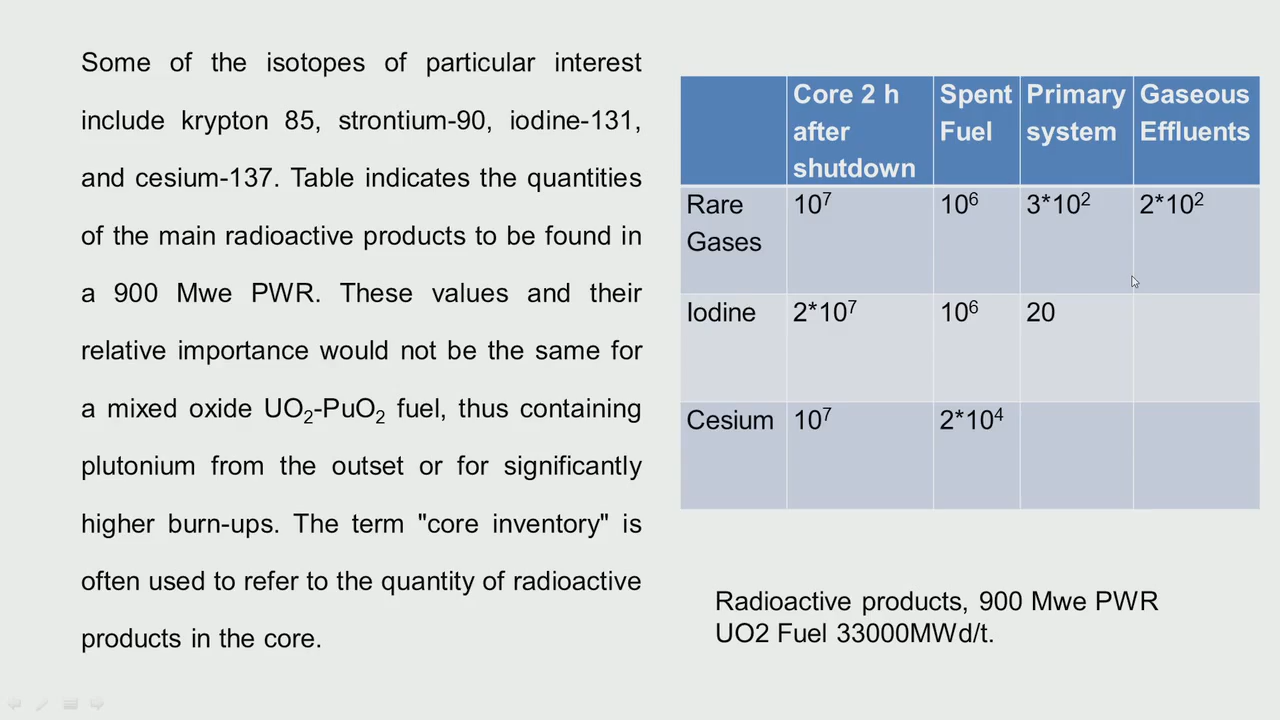 Some of the isotopes of particular interest
include krypton 85, strontium-90, iodine-131,
and cesium-137. Table indicates the quantities
of the main radioactive products to be found in
a 900 Mwe PWR. These values and their
relative importance would not be the same for
a mixed oxide UO₂-PuO₂ fuel, thus containing
plutonium from the outset or for significantly
higher burn-ups. The term "core inventory" is
often used to refer to the quantity of radioactive
products in the core.
Core 2 h after shutdown Spent Fuel Primary system Gaseous Effluents
Rare Gases 10⁷ 10⁶ 3*10² 2*10²
Iodine 2*10⁷ 10⁶ 20
Cesium 10⁷ 2*10⁴
Radioactive products, 900 Mwe PWR
UO2 Fuel 33000MWd/t.